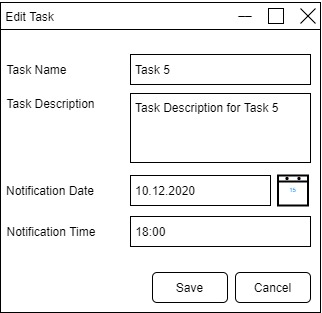 Edit Task
Task Name Task 5
Task Description Task Description for Task 5
Notification Date 10.12.2020 15
Notification Time 18:00
Save Cancel